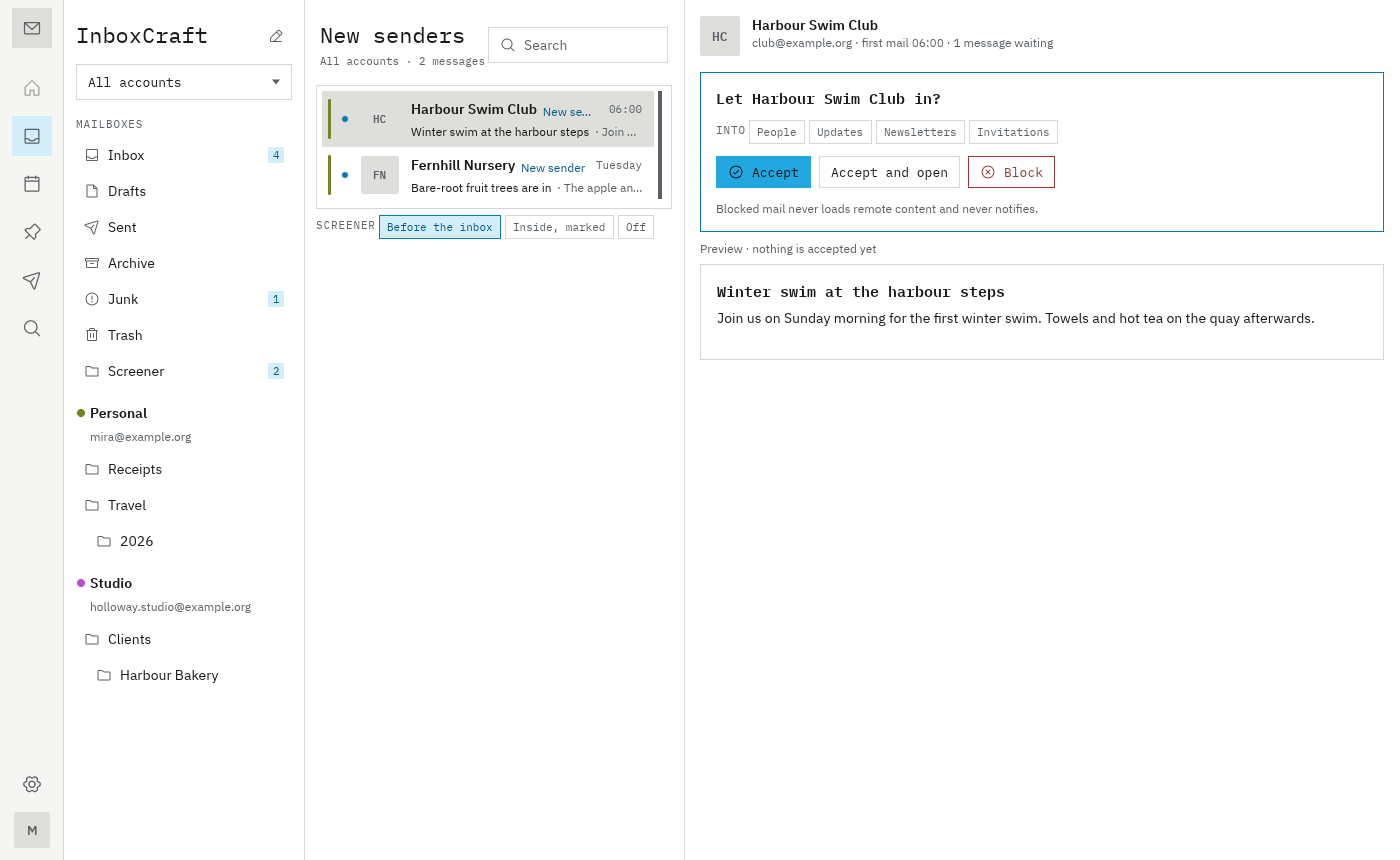 InboxCraft
All accounts
MAILBOXES
Inbox 4
Drafts
Sent
Archive
Junk 1
Trash
Screener 2
Personal
mira@example.org
Receipts
Travel
2026
Studio
holloway.studio@example.org
Clients
Harbour Bakery
M
New senders
All accounts · 2 messages
Search
HC Harbour Swim Club New se… 06:00
Winter swim at the harbour steps · Join …
FN Fernhill Nursery New sender Tuesday
Bare-root fruit trees are in · The apple an…
SCREENER Before the inbox Inside, marked Off
HC Harbour Swim Club
club@example.org · first mail 06:00 · 1 message waiting
Let Harbour Swim Club in?
INTO People Updates Newsletters Invitations
Accept Accept and open Block
Blocked mail never loads remote content and never notifies.
Preview · nothing is accepted yet
Winter swim at the harbour steps
Join us on Sunday morning for the first winter swim. Towels and hot tea on the quay afterwards.